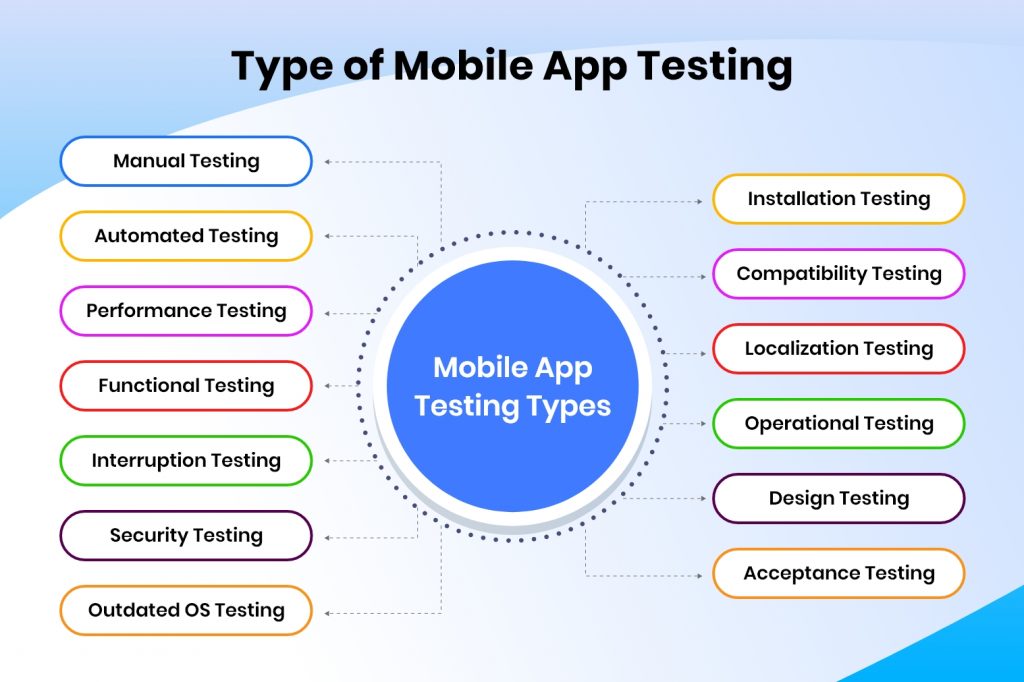 Type of Mobile App Testing
Manual Testing
Automated Testing
Performance Testing
Functional Testing
Interruption Testing
Security Testing
Outdated OS Testing
Mobile App
Testing Types
Installation Testing
Compatibility Testing
Localization Testing
Operational Testing
Design Testing
Acceptance Testing